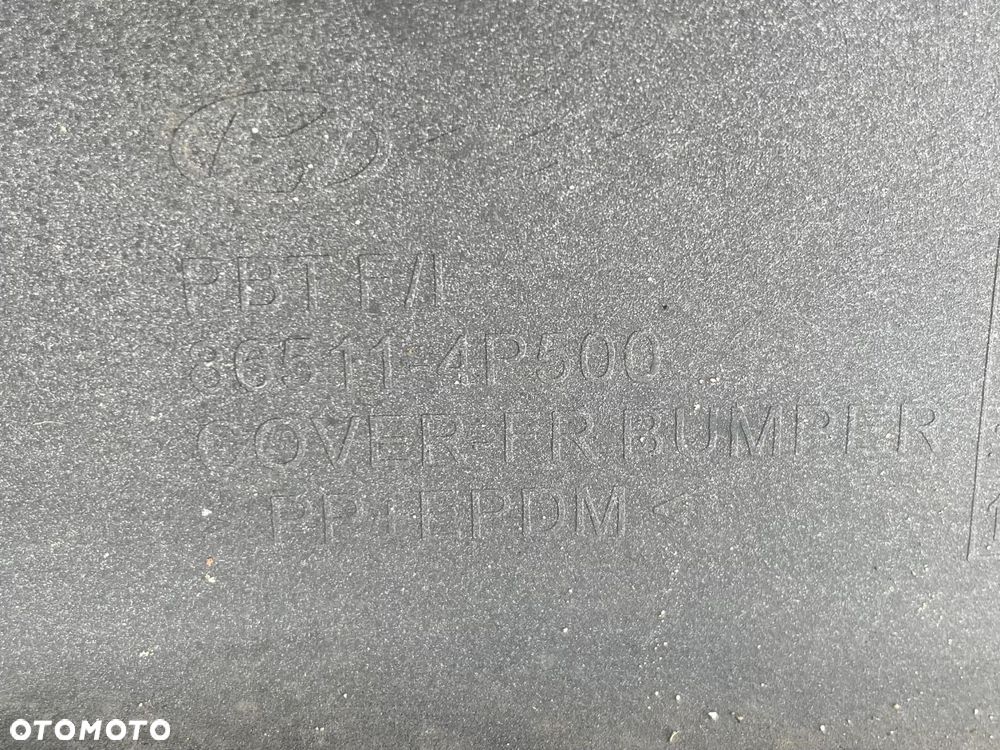 PBT F/L
86511-4P500
COVER-FR BUMPER
>PP+EPDM<
OTOMOTO